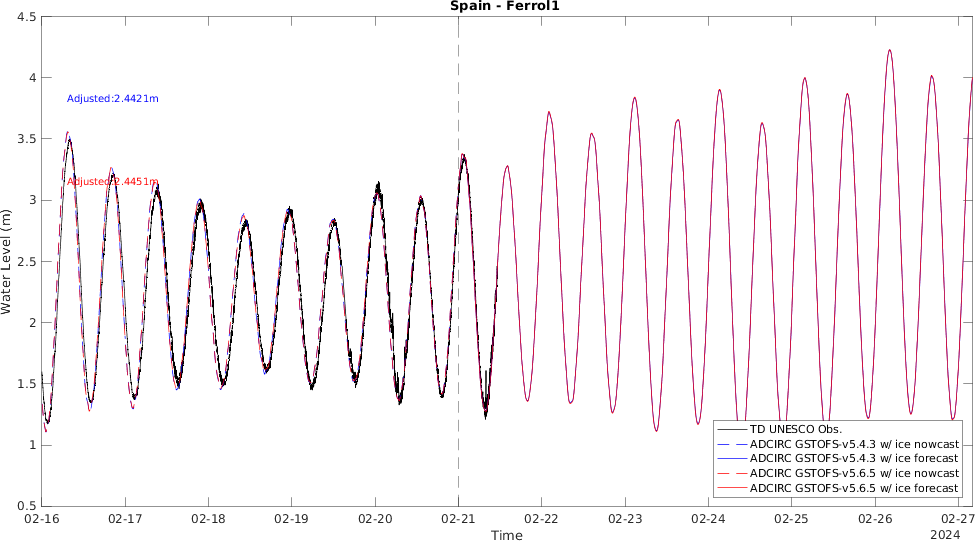 Spain - Ferrol1
4.5
4
3.5
3
2.5
2
1.5
1
0.5
Water Level (m)
Adjusted:2.4421m
Adjusted:2.4451m
TD UNESCO Obs.
ADCIRC GSTOFS-v5.4.3 w/ ice nowcast
ADCIRC GSTOFS-v5.4.3 w/ ice forecast
ADCIRC GSTOFS-v5.6.5 w/ ice nowcast
ADCIRC GSTOFS-v5.6.5 w/ ice forecast
02-16 02-17 02-18 02-19 02-20 02-21 02-22 02-23 02-24 02-25 02-26 02-27
Time
2024